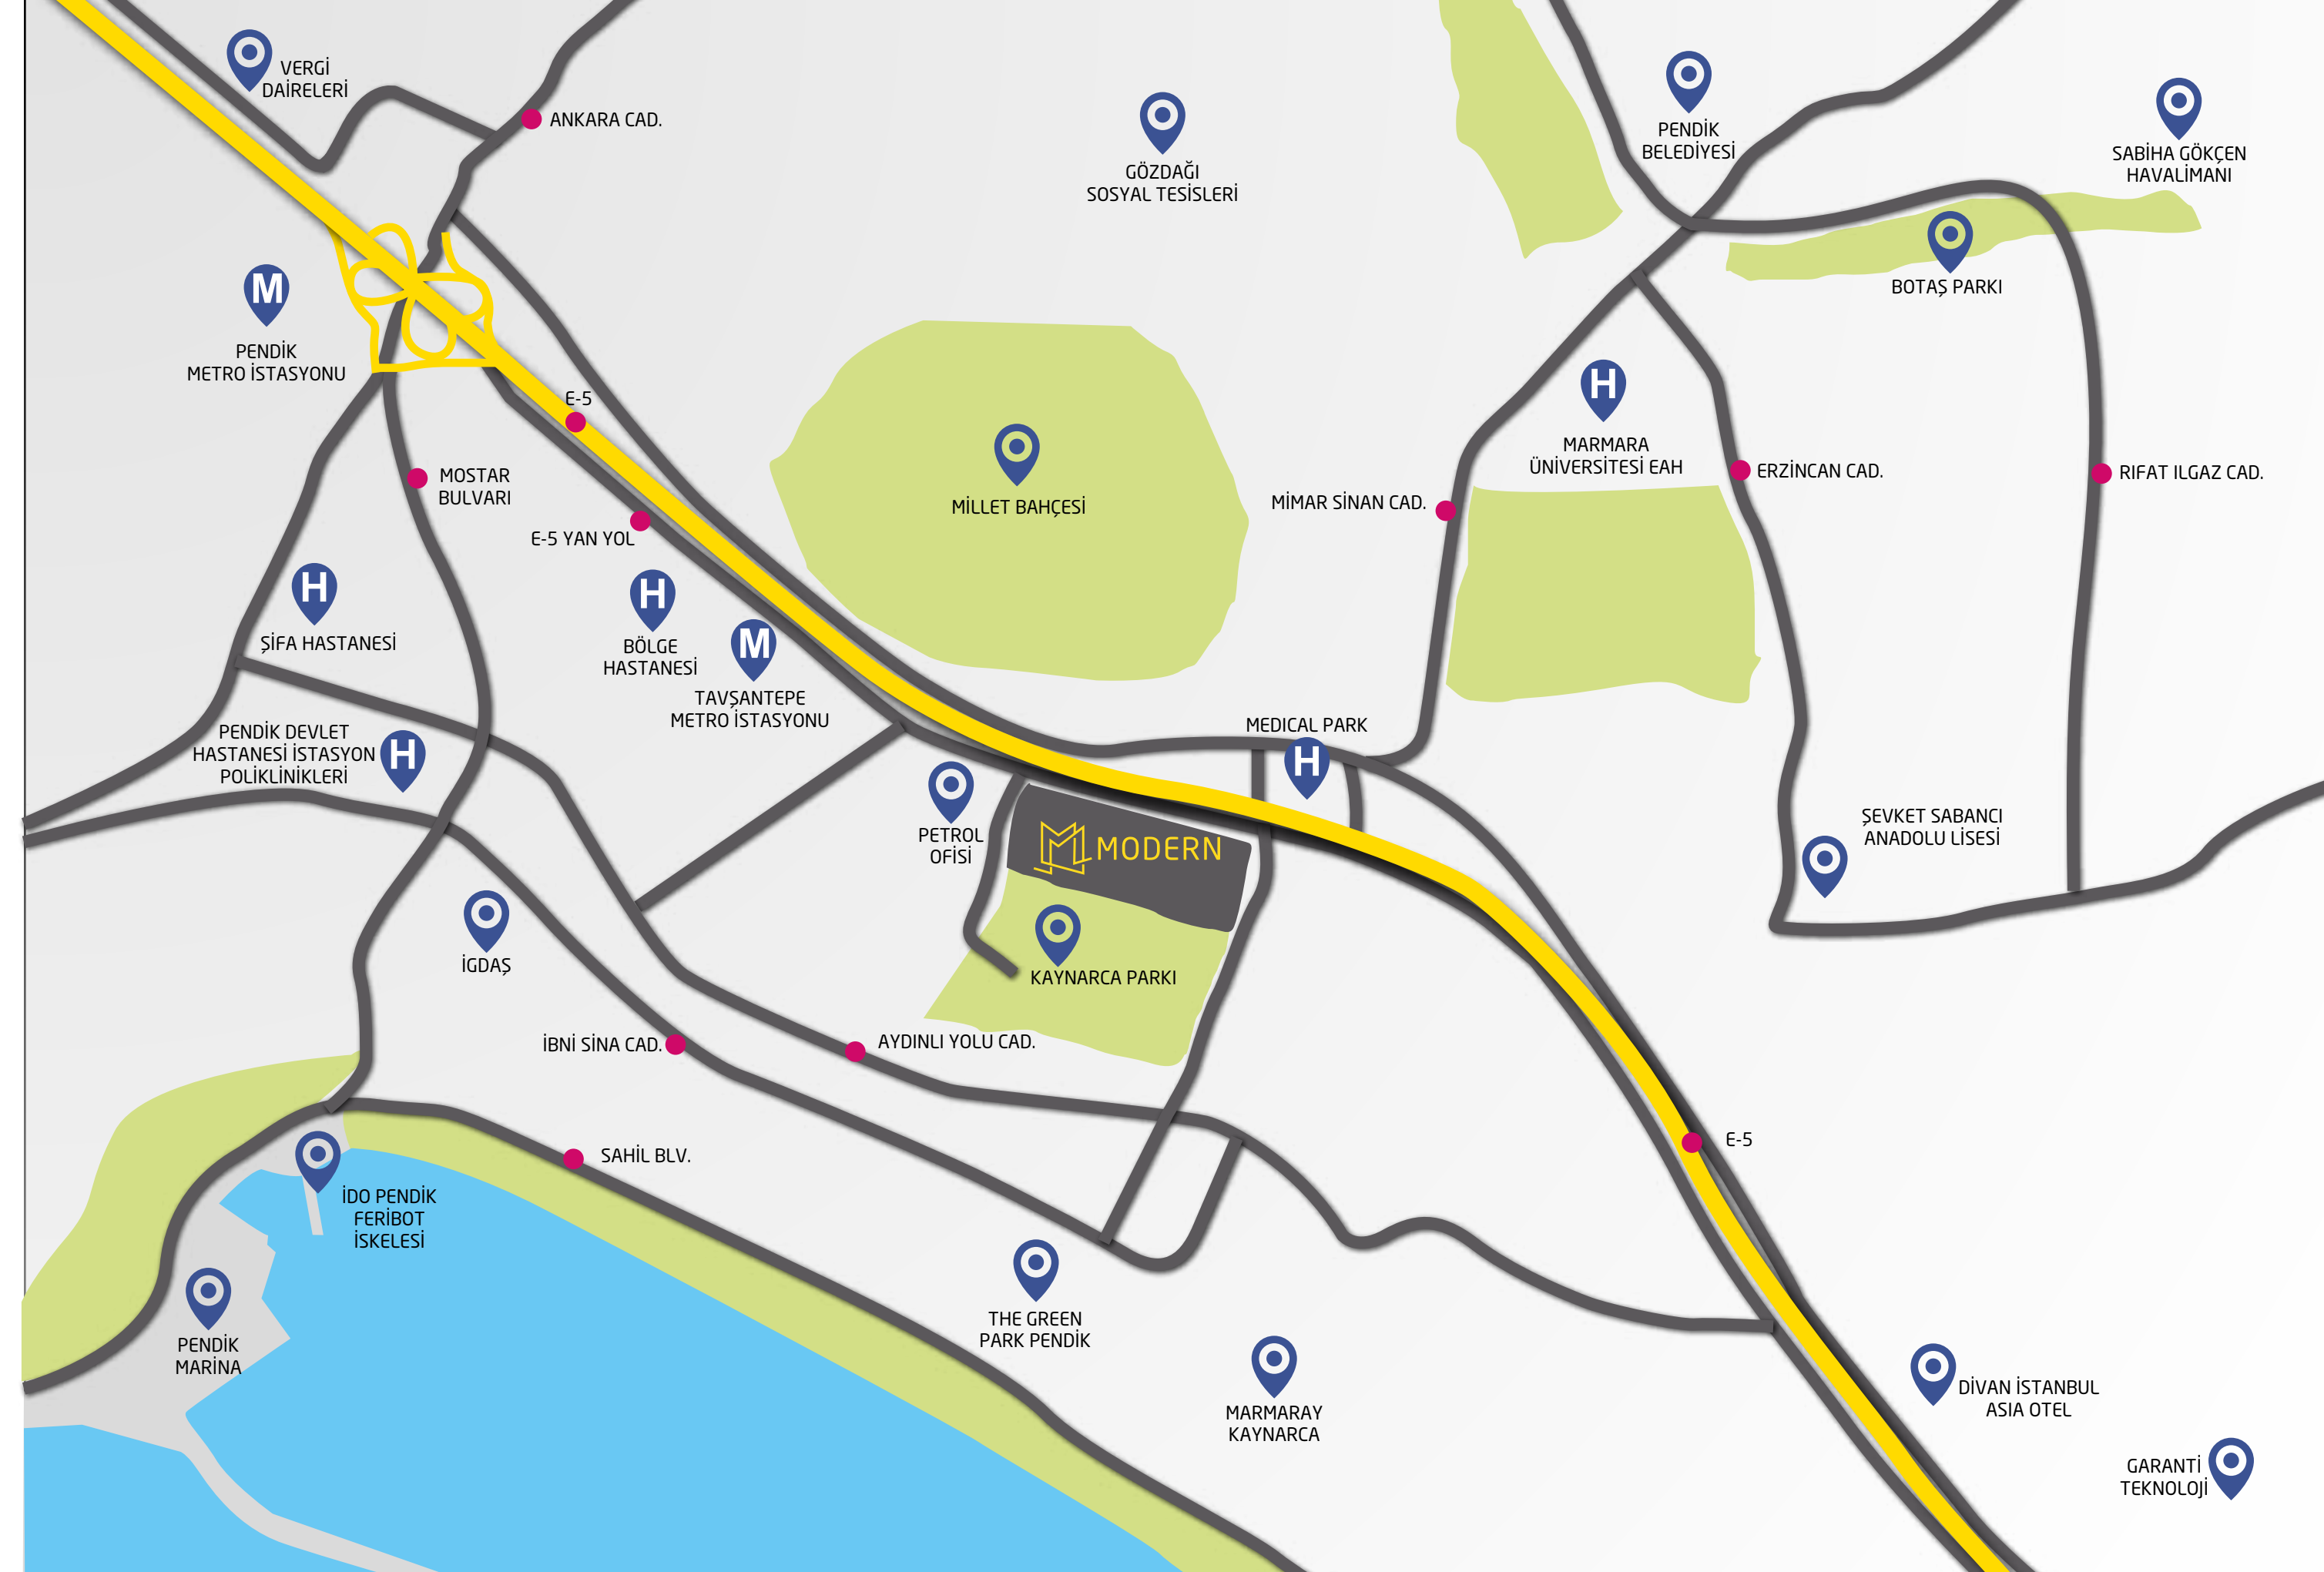 VERGİ
DAİRELERİ
ANKARA CAD.
GÖZDAĞI
SOSYAL TESİSLERİ
PENDİK
BELEDİYESİ
SABİHA GÖKÇEN
HAVALİMANI
BOTAŞ PARKI
M
PENDİK
METRO İSTASYONU
E-5
MOSTAR
BULVARI
E-5 YAN YOL
MİLLET BAHÇESİ
MİMAR SİNAN CAD.
H
MARMARA
ÜNİVERSİTESİ EAH
ERZİNCAN CAD.
RIFAT ILGAZ CAD.
H
ŞİFA HASTANESİ
H
BÖLGE
HASTANESİ
M
TAVŞANTEPE
METRO İSTASYONU
PENDİK DEVLET
HASTANESİ İSTASYON
POLİKLİNİKLERİ
H
MEDICAL PARK
H
PETROL
OFİSİ
MODERN
ŞEVKET SABANCI
ANADOLU LİSESİ
İGDAŞ
KAYNARCA PARKI
İBNİ SİNA CAD.
AYDINLI YOLU CAD.
SAHİL BLV.
E-5
İDO PENDİK
FERİBOT
İSKELESİ
PENDİK
MARİNA
THE GREEN
PARK PENDİK
MARMARAY
KAYNARCA
DİVAN İSTANBUL
ASIA OTEL
GARANTİ
TEKNOLOJİ